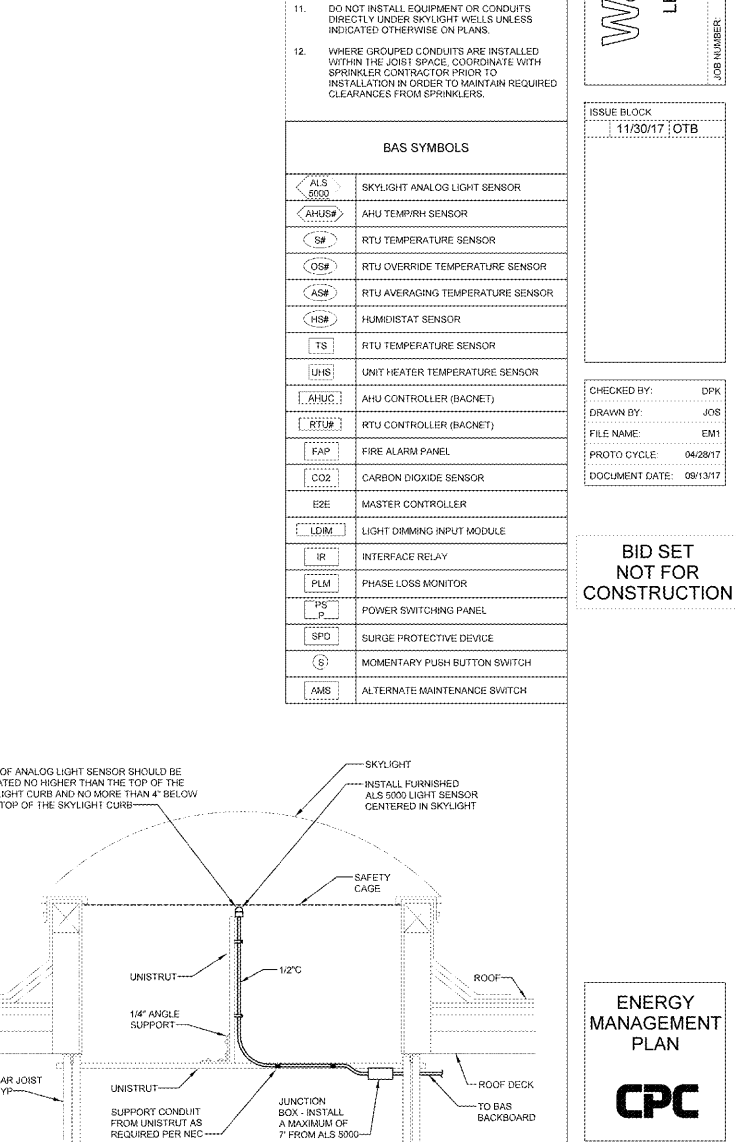 11. DO NOT INSTALL EQUIPMENT OR CONDUITS
DIRECTLY UNDER SKYLIGHT WELLS UNLESS
INDICATED OTHERWISE ON PLANS.
12. WHERE GROUPED CONDUITS ARE INSTALLED
WITHIN THE JOIST SPACE, COORDINATE WITH
SPRINKLER CONTRACTOR PRIOR TO
INSTALLATION IN ORDER TO MAINTAIN REQUIRED
CLEARANCES FROM SPRINKLERS.
BAS SYMBOLS
ALS
5000
SKYLIGHT ANALOG LIGHT SENSOR
AHUS# AHU TEMP/RH SENSOR
S# RTU TEMPERATURE SENSOR
OS# RTU OVERRIDE TEMPERATURE SENSOR
AS# RTU AVERAGING TEMPERATURE SENSOR
HS# HUMIDISTAT SENSOR
TS RTU TEMPERATURE SENSOR
UHS UNIT HEATER TEMPERATURE SENSOR
AHUC AHU CONTROLLER (BACNET)
RTU# RTU CONTROLLER (BACNET)
FAP FIRE ALARM PANEL
CO2 CARBON DIOXIDE SENSOR
E2E MASTER CONTROLLER
LDIM LIGHT DIMMING INPUT MODULE
IR INTERFACE RELAY
PLM PHASE LOSS MONITOR
PS
P
POWER SWITCHING PANEL
SPD SURGE PROTECTIVE DEVICE
S MOMENTARY PUSH BUTTON SWITCH
AMS ALTERNATE MAINTENANCE SWITCH
JOB NUMBER:
ISSUE BLOCK
11/30/17 OTB
CHECKED BY: DPK
DRAWN BY: JOS
FILE NAME: EM1
PROTO CYCLE: 04/28/17
DOCUMENT DATE: 09/13/17
BID SET
NOT FOR
CONSTRUCTION
OF ANALOG LIGHT SENSOR SHOULD BE
ATED NO HIGHER THAN THE TOP OF THE
IGHT CURB AND NO MORE THAN 4" BELOW
TOP OF THE SKYLIGHT CURB
SKYLIGHT
INSTALL FURNISHED
ALS 5000 LIGHT SENSOR
CENTERED IN SKYLIGHT
SAFETY
CAGE
UNISTRUT
1/2"C
ROOF
1/4" ANGLE
SUPPORT
AR JOIST
YP
UNISTRUT
SUPPORT CONDUIT
FROM UNISTRUT AS
REQUIRED PER NEC
JUNCTION
BOX - INSTALL
A MAXIMUM OF
7' FROM ALS 5000
ROOF DECK
TO BAS
BACKBOARD
ENERGY
MANAGEMENT
PLAN
CPC